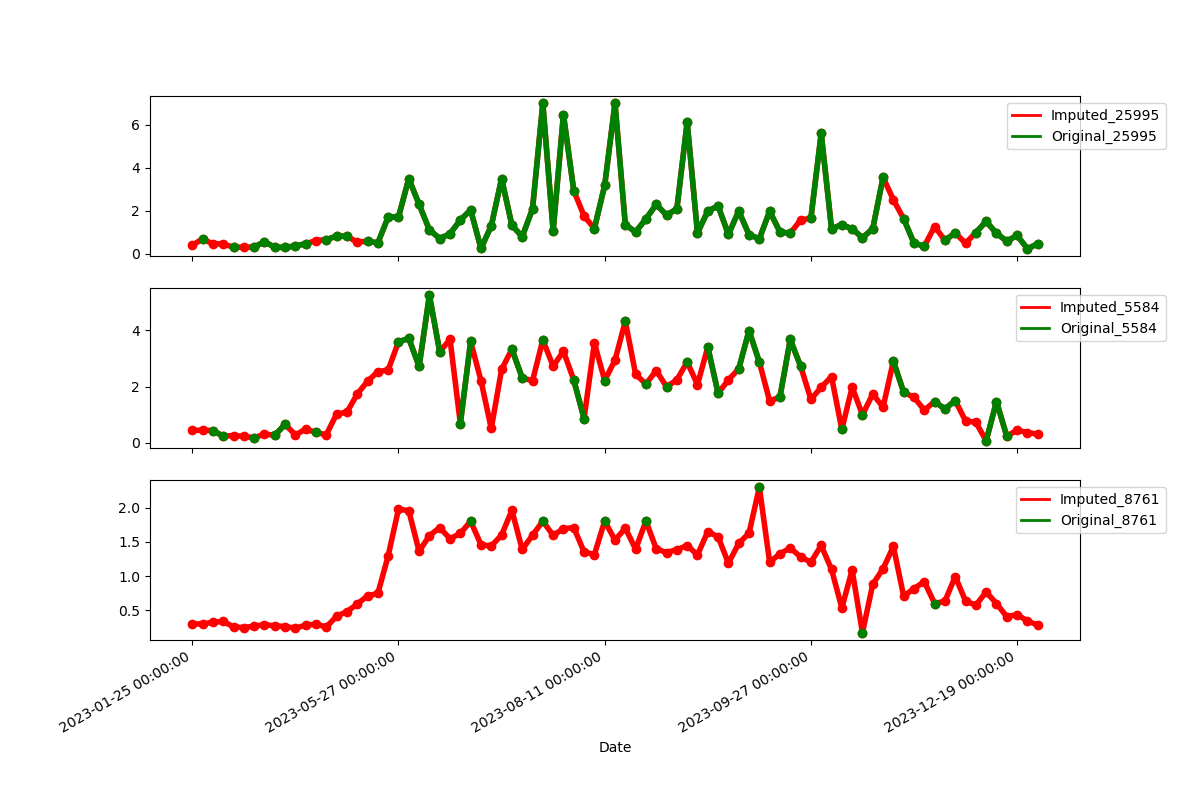 6
4
2
0
Imputed_25995
Original_25995
4
2
0
Imputed_5584
Original_5584
2.0
1.5
1.0
0.5
Imputed_8761
Original_8761
2023-01-25 00:00:00
2023-05-27 00:00:00
2023-08-11 00:00:00
2023-09-27 00:00:00
2023-12-19 00:00:00
Date